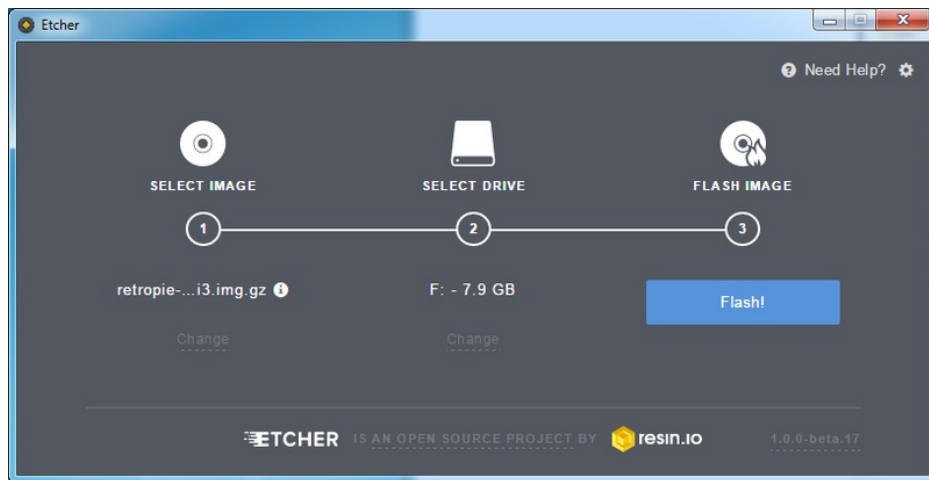 Etcher
Need Help?
SELECT IMAGE
SELECT DRIVE
FLASH IMAGE
1
2
3
retropie-...i3.img.gz
F: - 7.9 GB
Flash!
Change
Change
ETCHER IS AN OPEN SOURCE PROJECT BY resin.io 1.0.0-beta.17